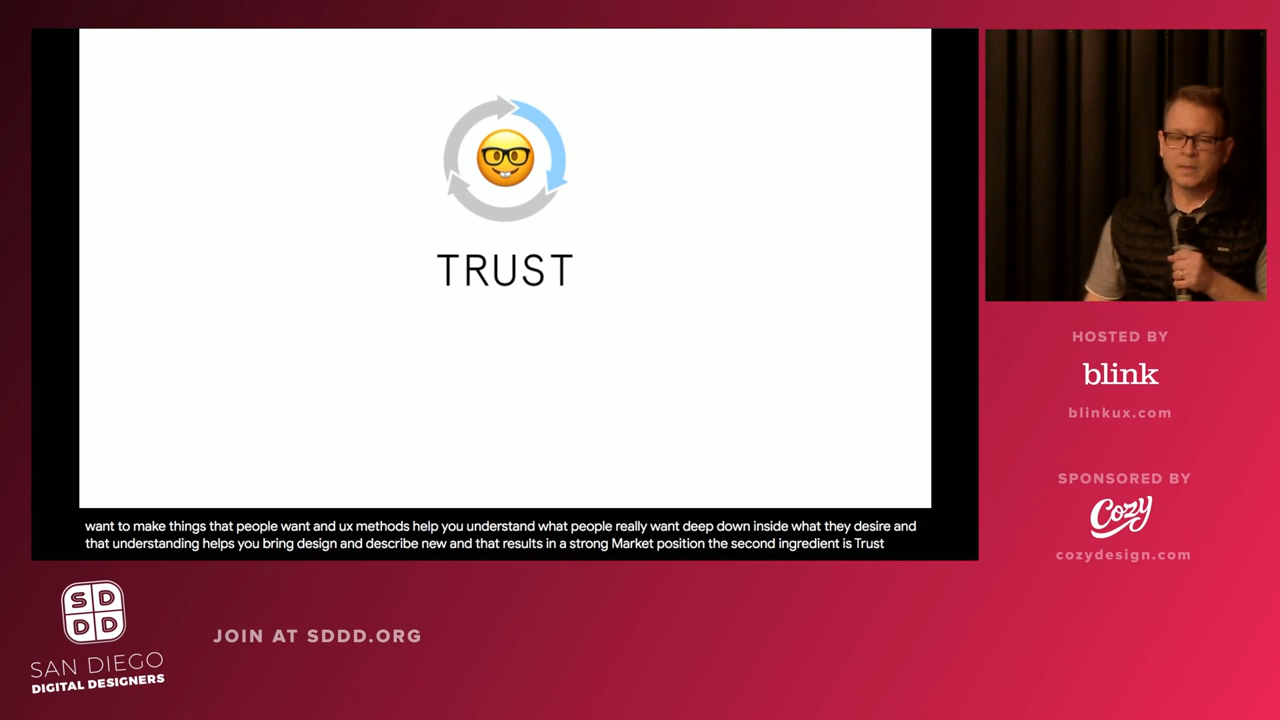 TRUST
want to make things that people want and ux methods help you understand what people really want deep down inside what they desire and
that understanding helps you bring design and describe new and that results in a strong Market position the second ingredient is Trust
HOSTED BY
blink
blinkux.com
SPONSORED BY
Cozy
cozydesign.com
SD
DD
SAN DIEGO
DIGITAL DESIGNERS
JOIN AT SDDD.ORG